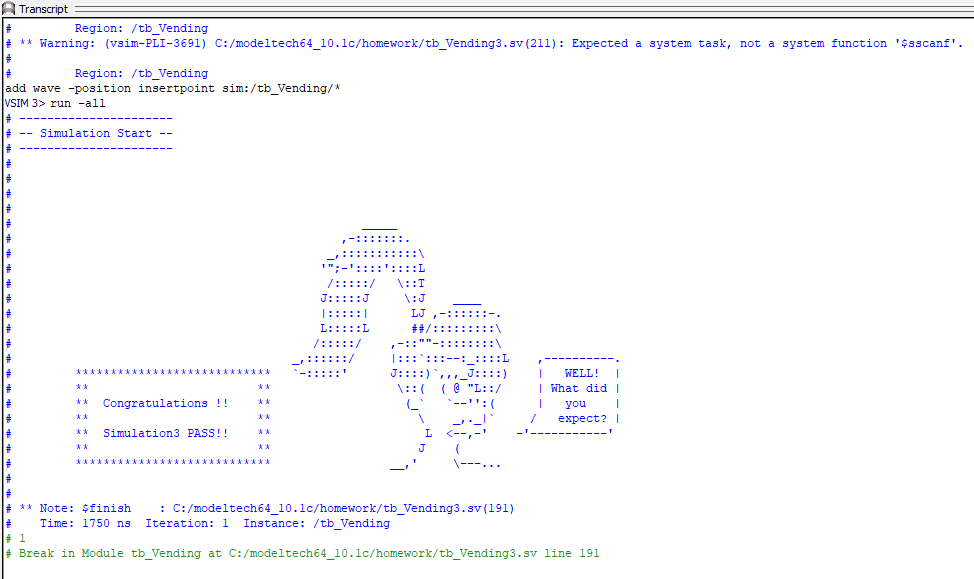 Transcript
#         Region: /tb_Vending
# ** Warning: (vsim-PLI-3691) C:/modeltech64_10.1c/homework/tb_Vending3.sv(211): Expected a system task, not a system function '$sscanf'.
#
#         Region: /tb_Vending
add wave -position insertpoint sim:/tb_Vending/*
VSIM 3> run -all
# ----------------------
# -- Simulation Start --
# ----------------------
#
#
#
#
#                                                  _____
#                                               ,-:::::::.
#                                             _,:::::::::::\
#                                            '";-'::::'::::L
#                                             /:::::/   \::T
#                                            J:::::J     \:J    ____
#                                            |:::::|      LJ ,-::::::-.
#                                            L:::::L      ##/:::::::::\
#                                           /:::::/    ,-::""-::::::::\
#                                        _,::::::/     |:::`:::--:_::::L    ,----------.
#         ****************************   `-:::::'      J::::)`,,,_J::::)    |   WELL!  |
#         **                        **                  \::(  ( @ "L::/     | What did |
#         **  Congratulations !!    **                   (_`   `--'':(      |   you    |
#         **                        **                     \    _,._|`     /   expect? |
#         **  Simulation3 PASS!!    **                      L  <--,-'    -'-----------'
#         **                        **                     J    (
#         ****************************                 __,'     \---...
#
#
# ** Note: $finish    : C:/modeltech64_10.1c/homework/tb_Vending3.sv(191)
#    Time: 1750 ns  Iteration: 1  Instance: /tb_Vending
# 1
# Break in Module tb_Vending at C:/modeltech64_10.1c/homework/tb_Vending3.sv line 191